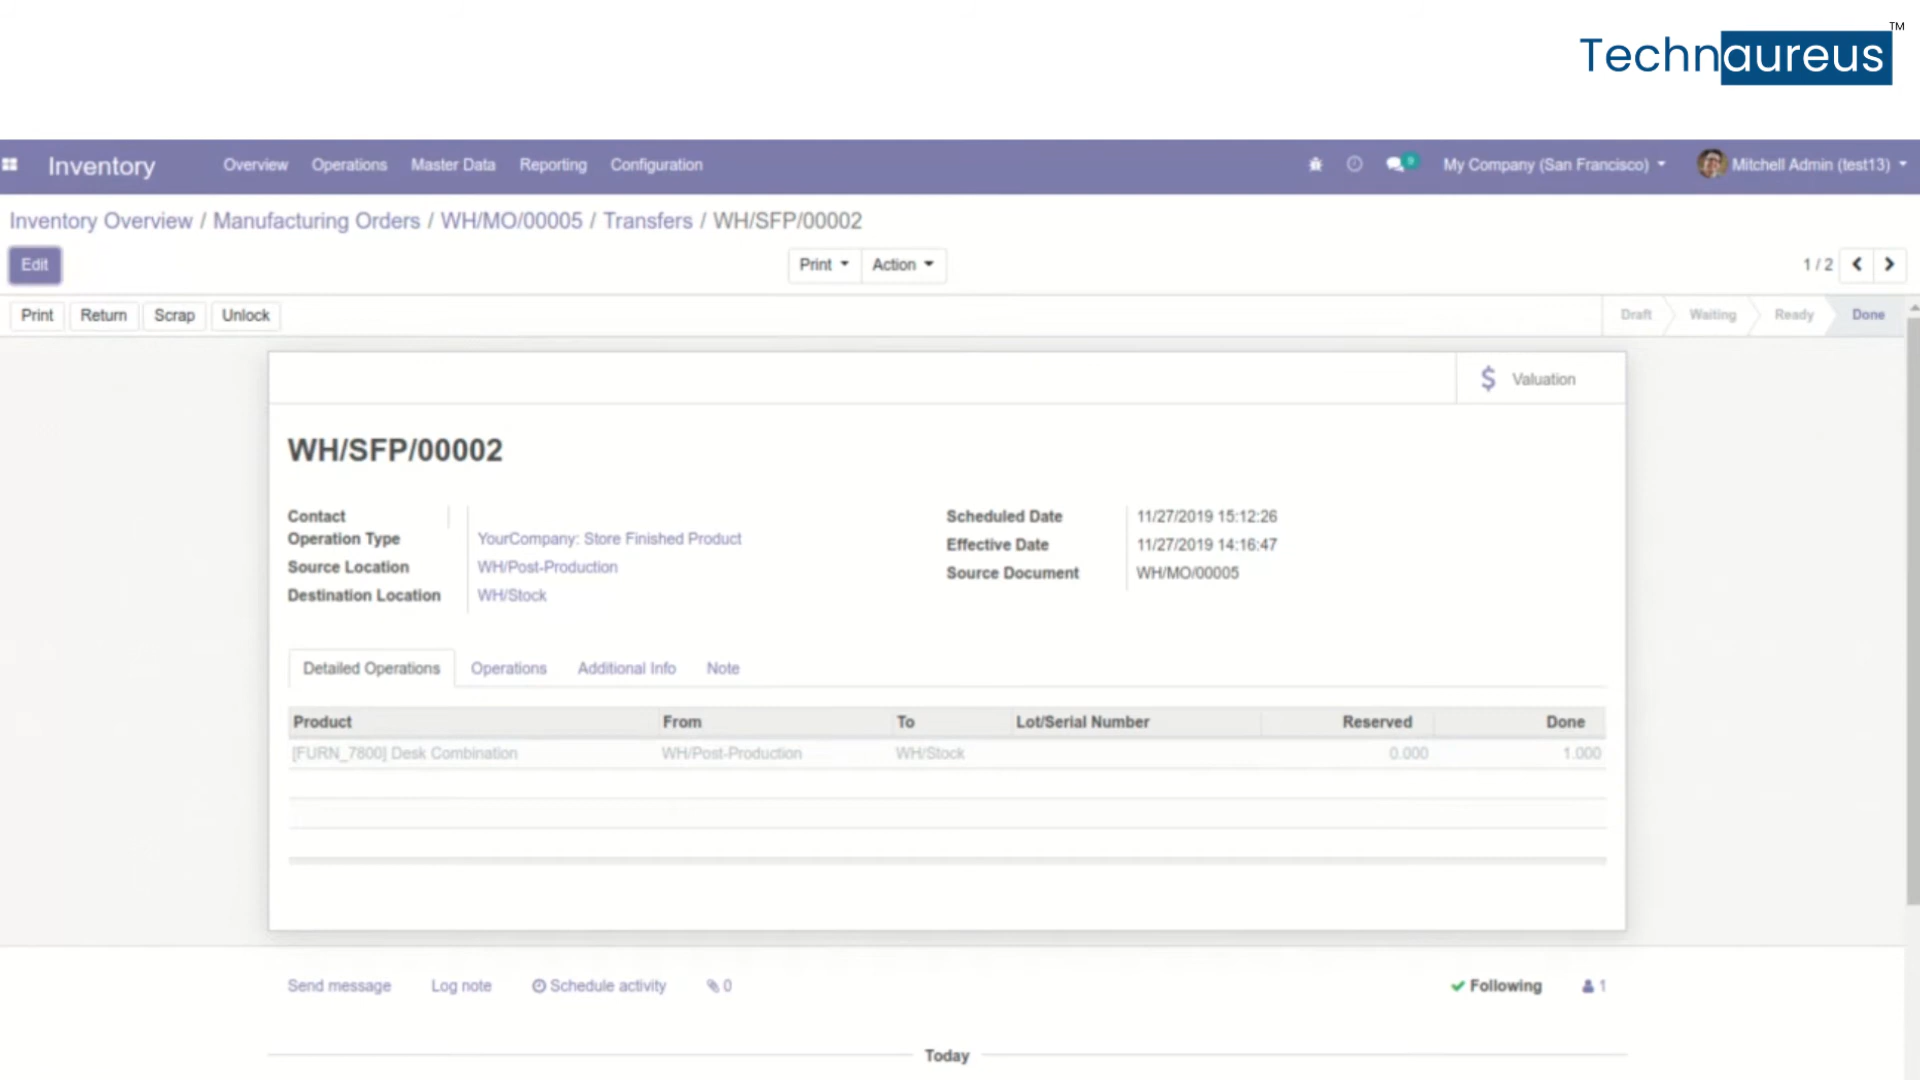 Technaureus TM
Inventory Overview Operations Master Data Reporting Configuration 9 My Company (San Francisco) Mitchell Admin (test13)
Inventory Overview / Manufacturing Orders / WH/MO/00005 / Transfers / WH/SFP/00002
Edit Print Action 1 / 2
Print Return Scrap Unlock Draft Waiting Ready Done
$ Valuation
WH/SFP/00002
Contact Scheduled Date 11/27/2019 15:12:26
Operation Type YourCompany: Store Finished Product Effective Date 11/27/2019 14:16:47
Source Location WH/Post-Production Source Document WH/MO/00005
Destination Location WH/Stock
Detailed Operations Operations Additional Info Note
Product From To Lot/Serial Number Reserved Done
[FURN_7800] Desk Combination WH/Post-Production WH/Stock 0.000 1.000
Send message Log note Schedule activity 0 Following 1
Today